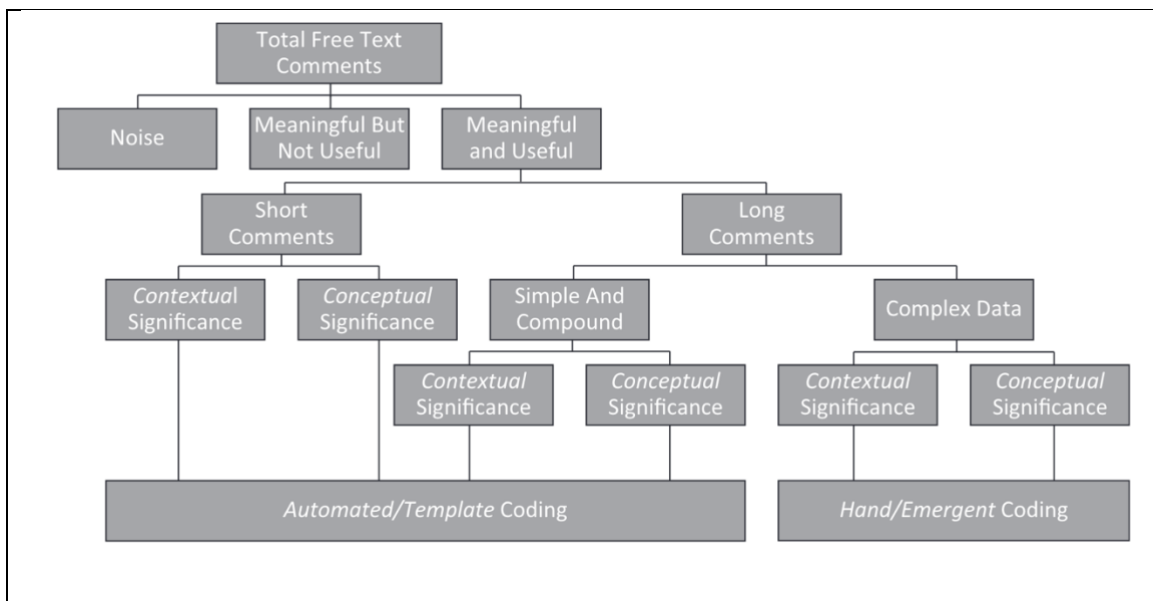 Total Free Text
Comments
Noise
Meaningful But
Not Useful
Meaningful
and Useful
Short
Comments
Long
Comments
Contextual
Significance
Conceptual
Significance
Simple And
Compound
Complex Data
Contextual
Significance
Conceptual
Significance
Contextual
Significance
Conceptual
Significance
Automated/Template Coding
Hand/Emergent Coding